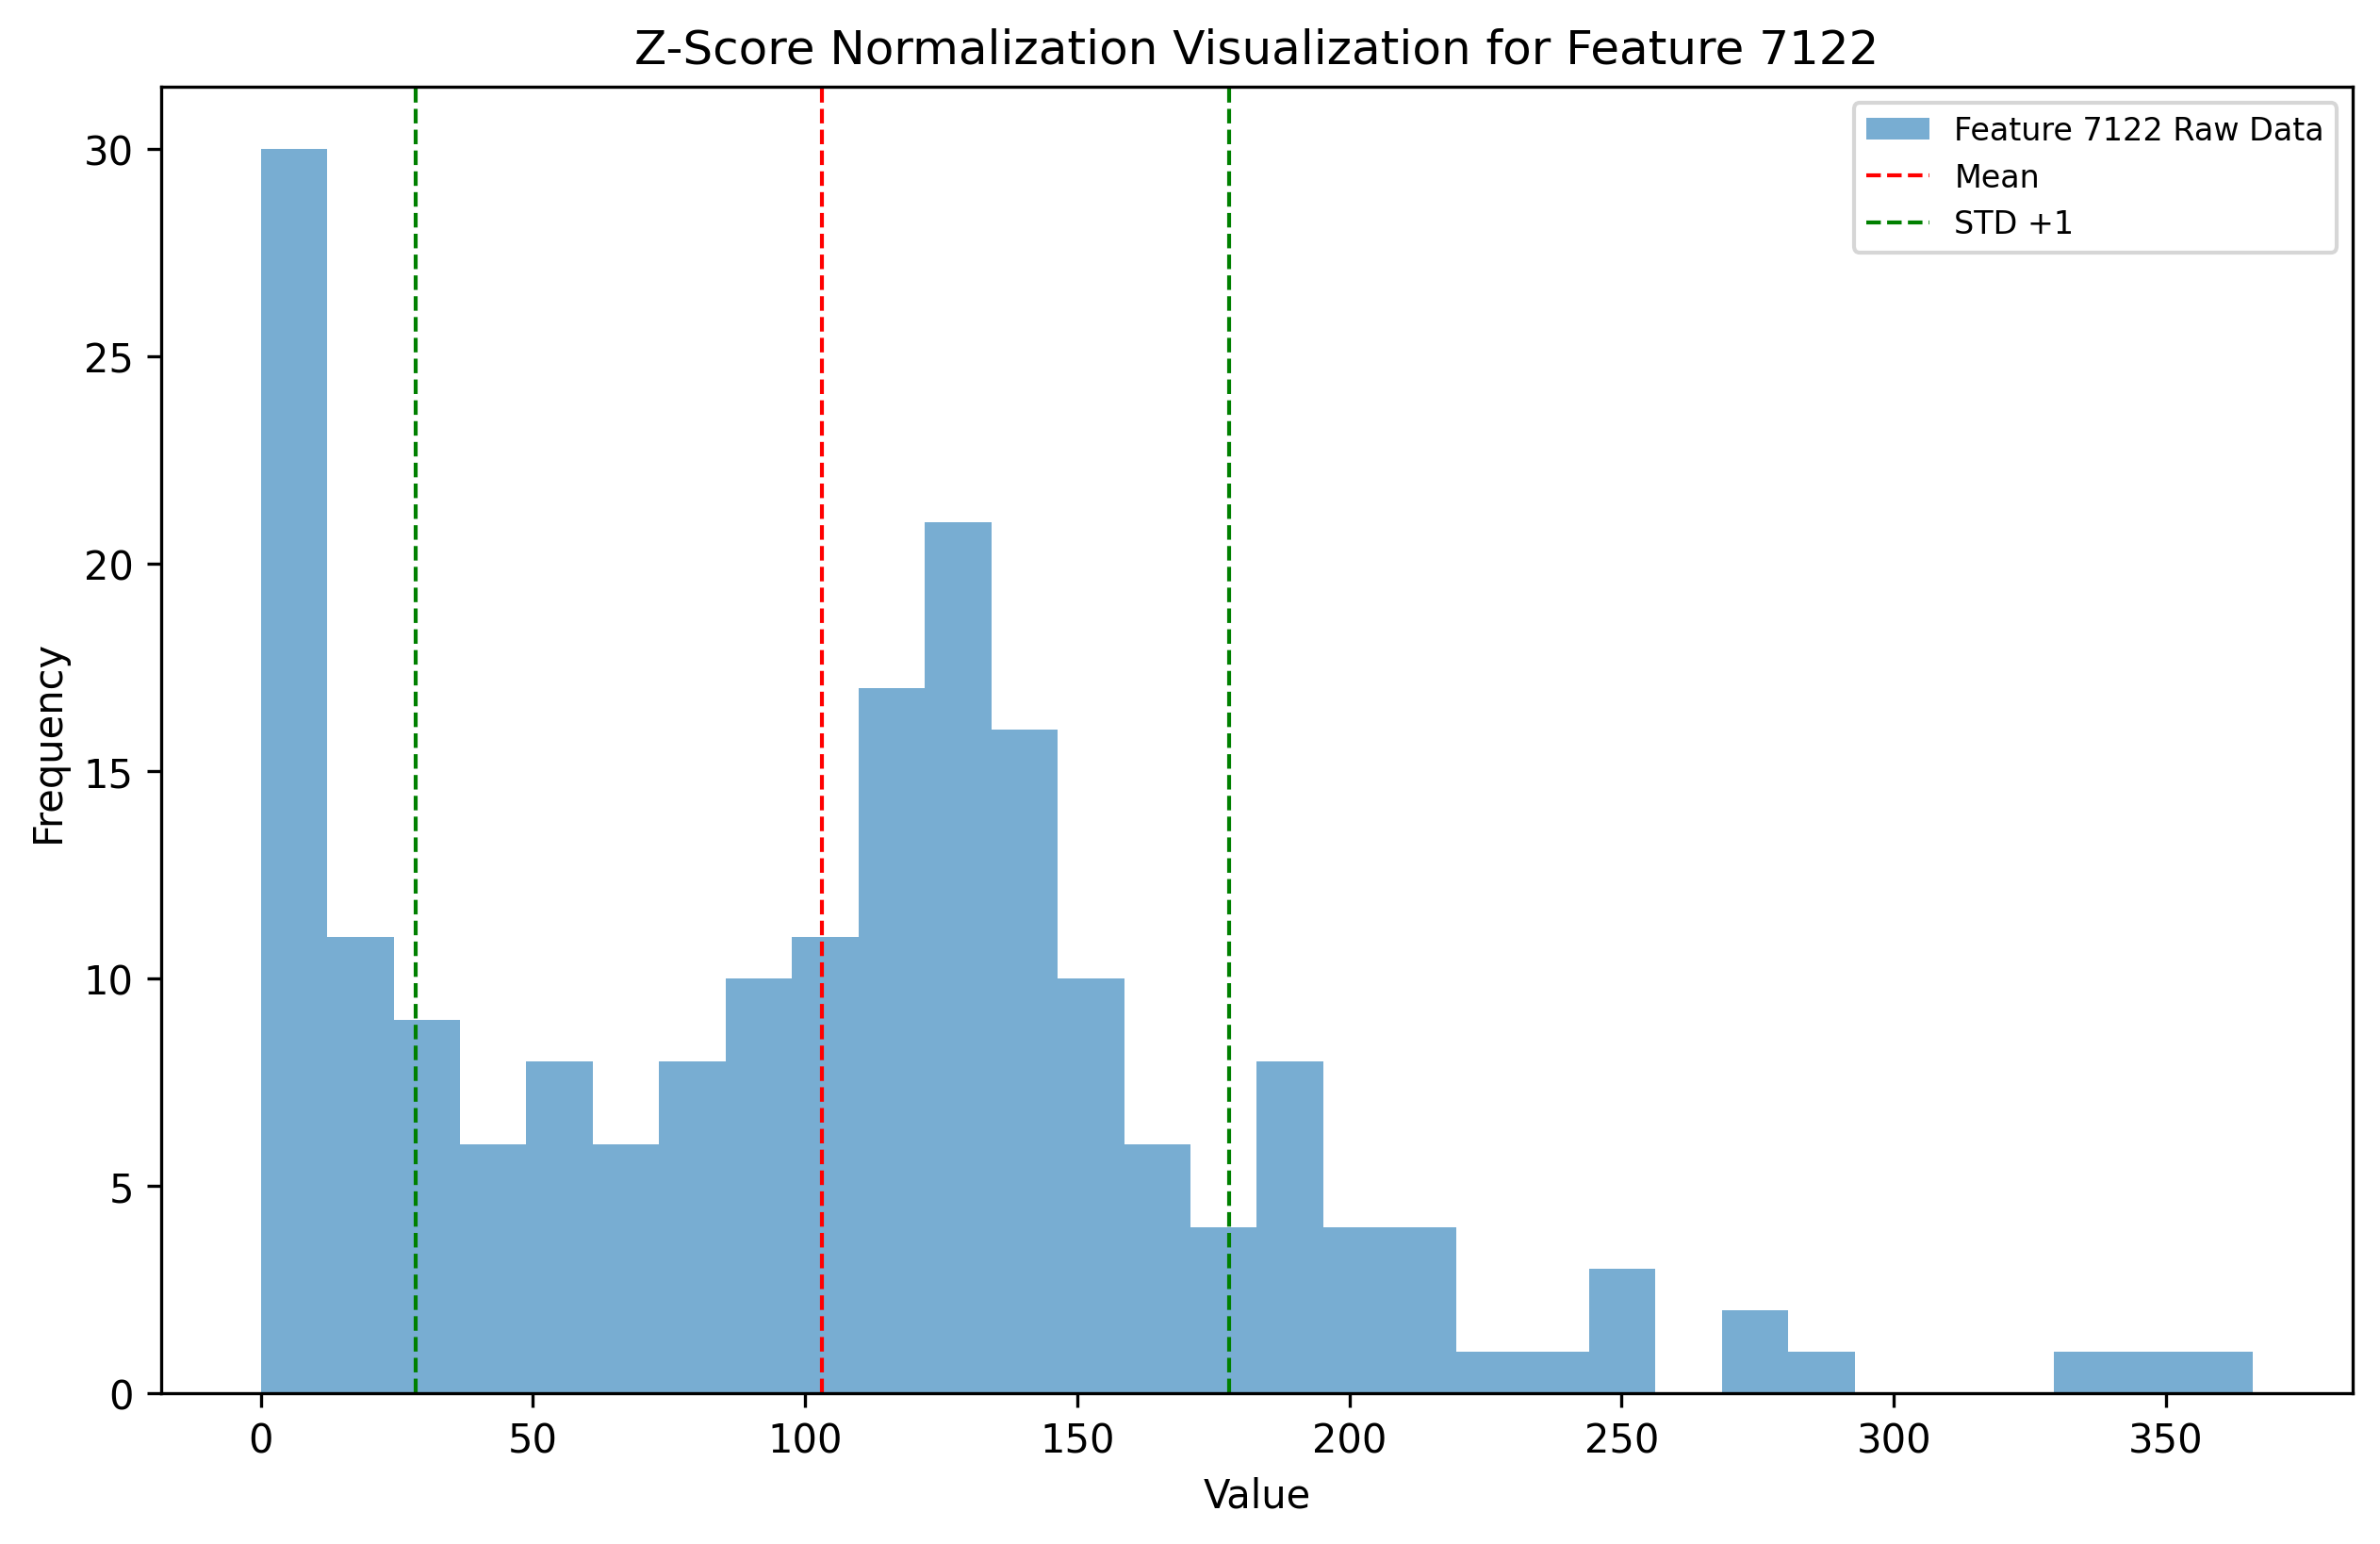 Z-Score Normalization Visualization for Feature 7122
Feature 7122 Raw Data
Mean
STD +1
Frequency
30
25
20
15
10
5
0
0 50 100 150 200 250 300 350
Value